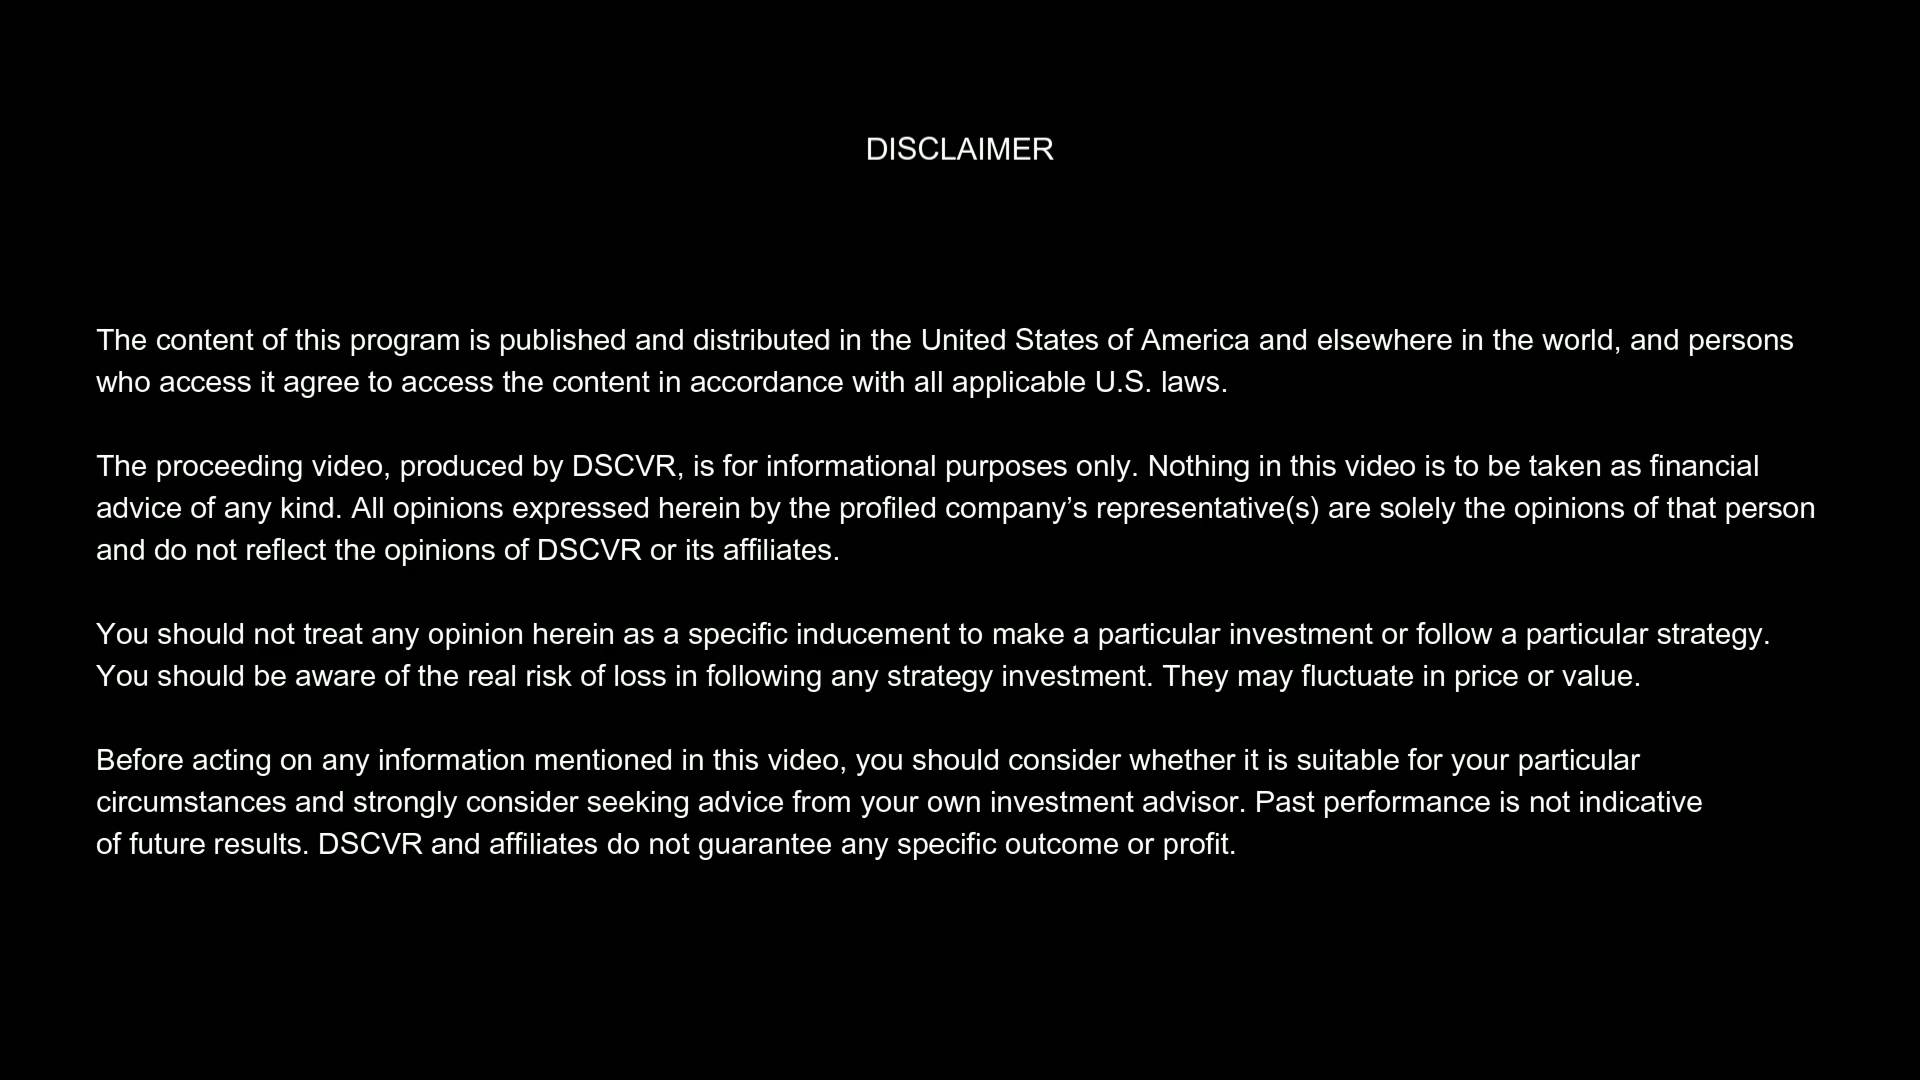 DISCLAIMER
The content of this program is published and distributed in the United States of America and elsewhere in the world, and persons
who access it agree to access the content in accordance with all applicable U.S. laws.
The proceeding video, produced by DSCVR, is for informational purposes only. Nothing in this video is to be taken as financial
advice of any kind. All opinions expressed herein by the profiled company’s representative(s) are solely the opinions of that person
and do not reflect the opinions of DSCVR or its affiliates.
You should not treat any opinion herein as a specific inducement to make a particular investment or follow a particular strategy.
You should be aware of the real risk of loss in following any strategy investment. They may fluctuate in price or value.
Before acting on any information mentioned in this video, you should consider whether it is suitable for your particular
circumstances and strongly consider seeking advice from your own investment advisor. Past performance is not indicative
of future results. DSCVR and affiliates do not guarantee any specific outcome or profit.